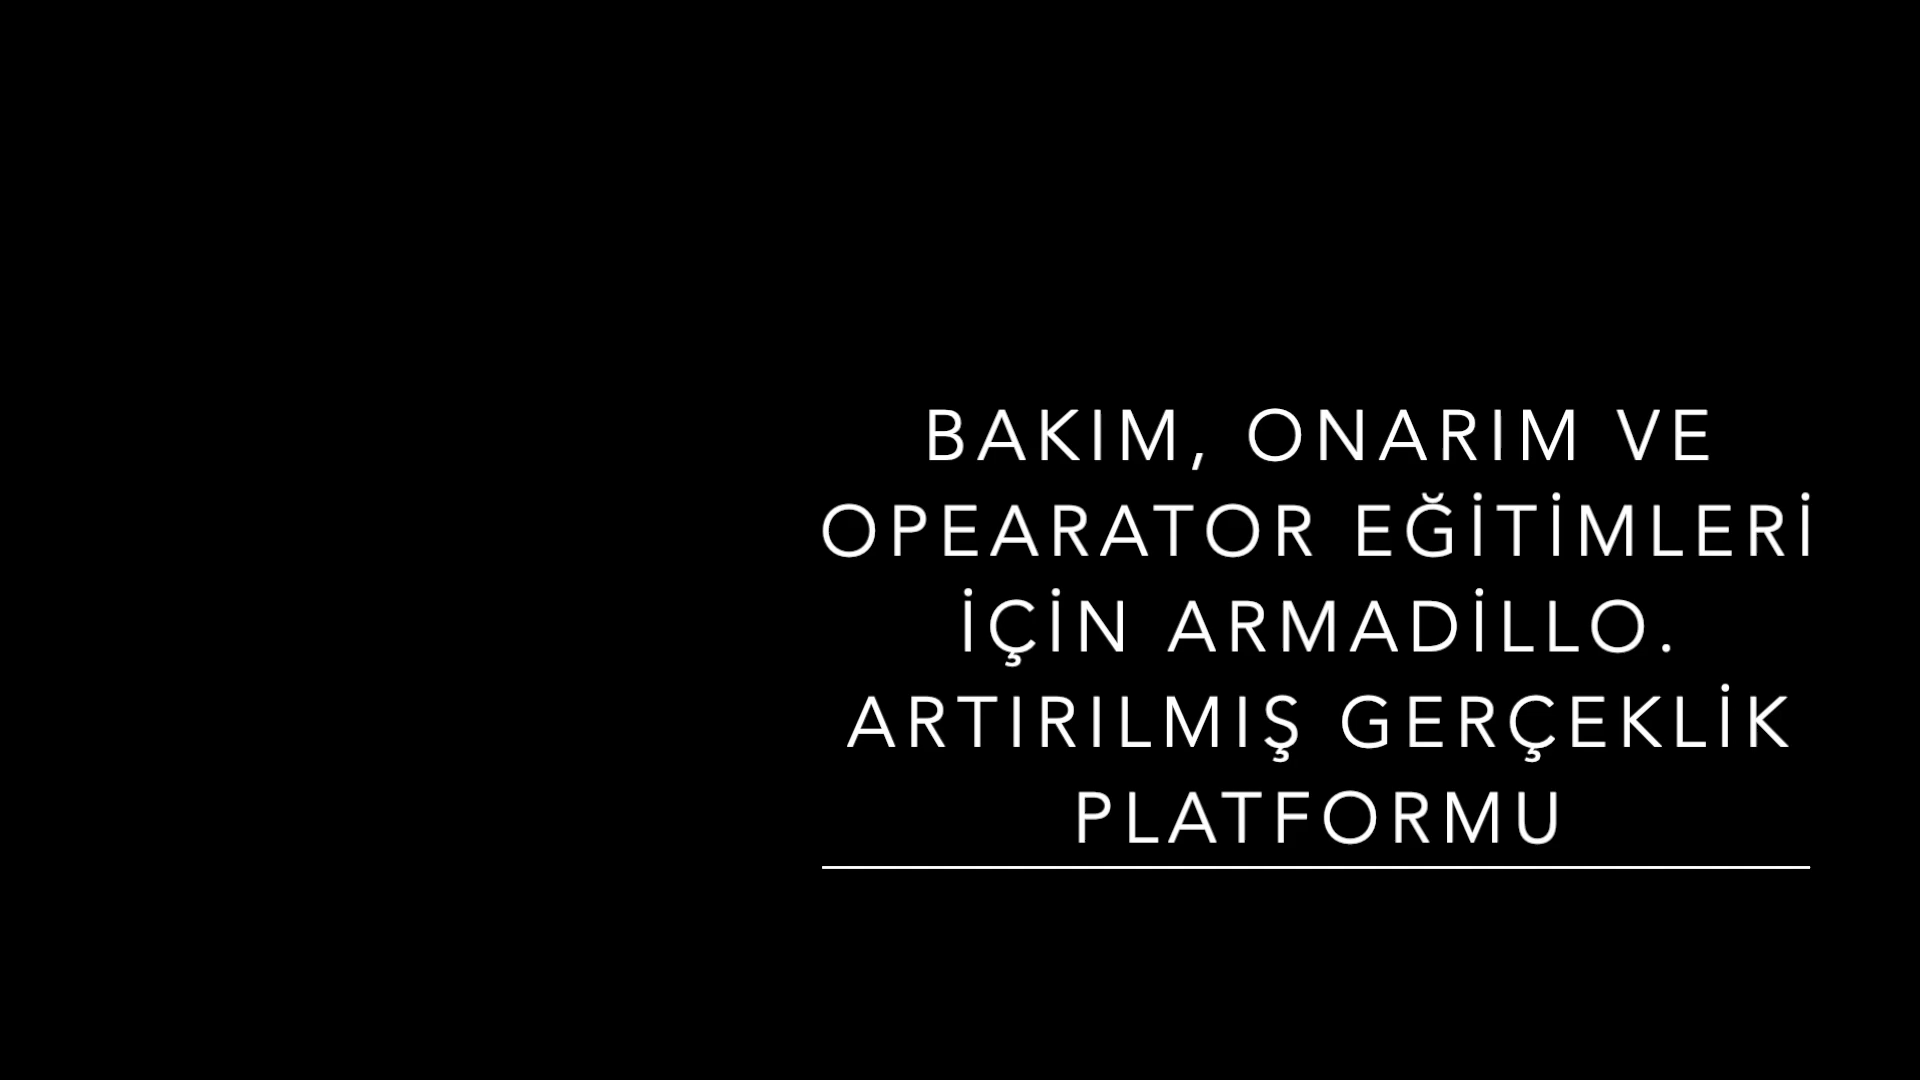 BAKIM, ONARIM VE
OPEARATOR EĞİTİMLERİ
İÇİN ARMADİLLO.
ARTIRILMIŞ GERÇEKLİK
PLATFORMU